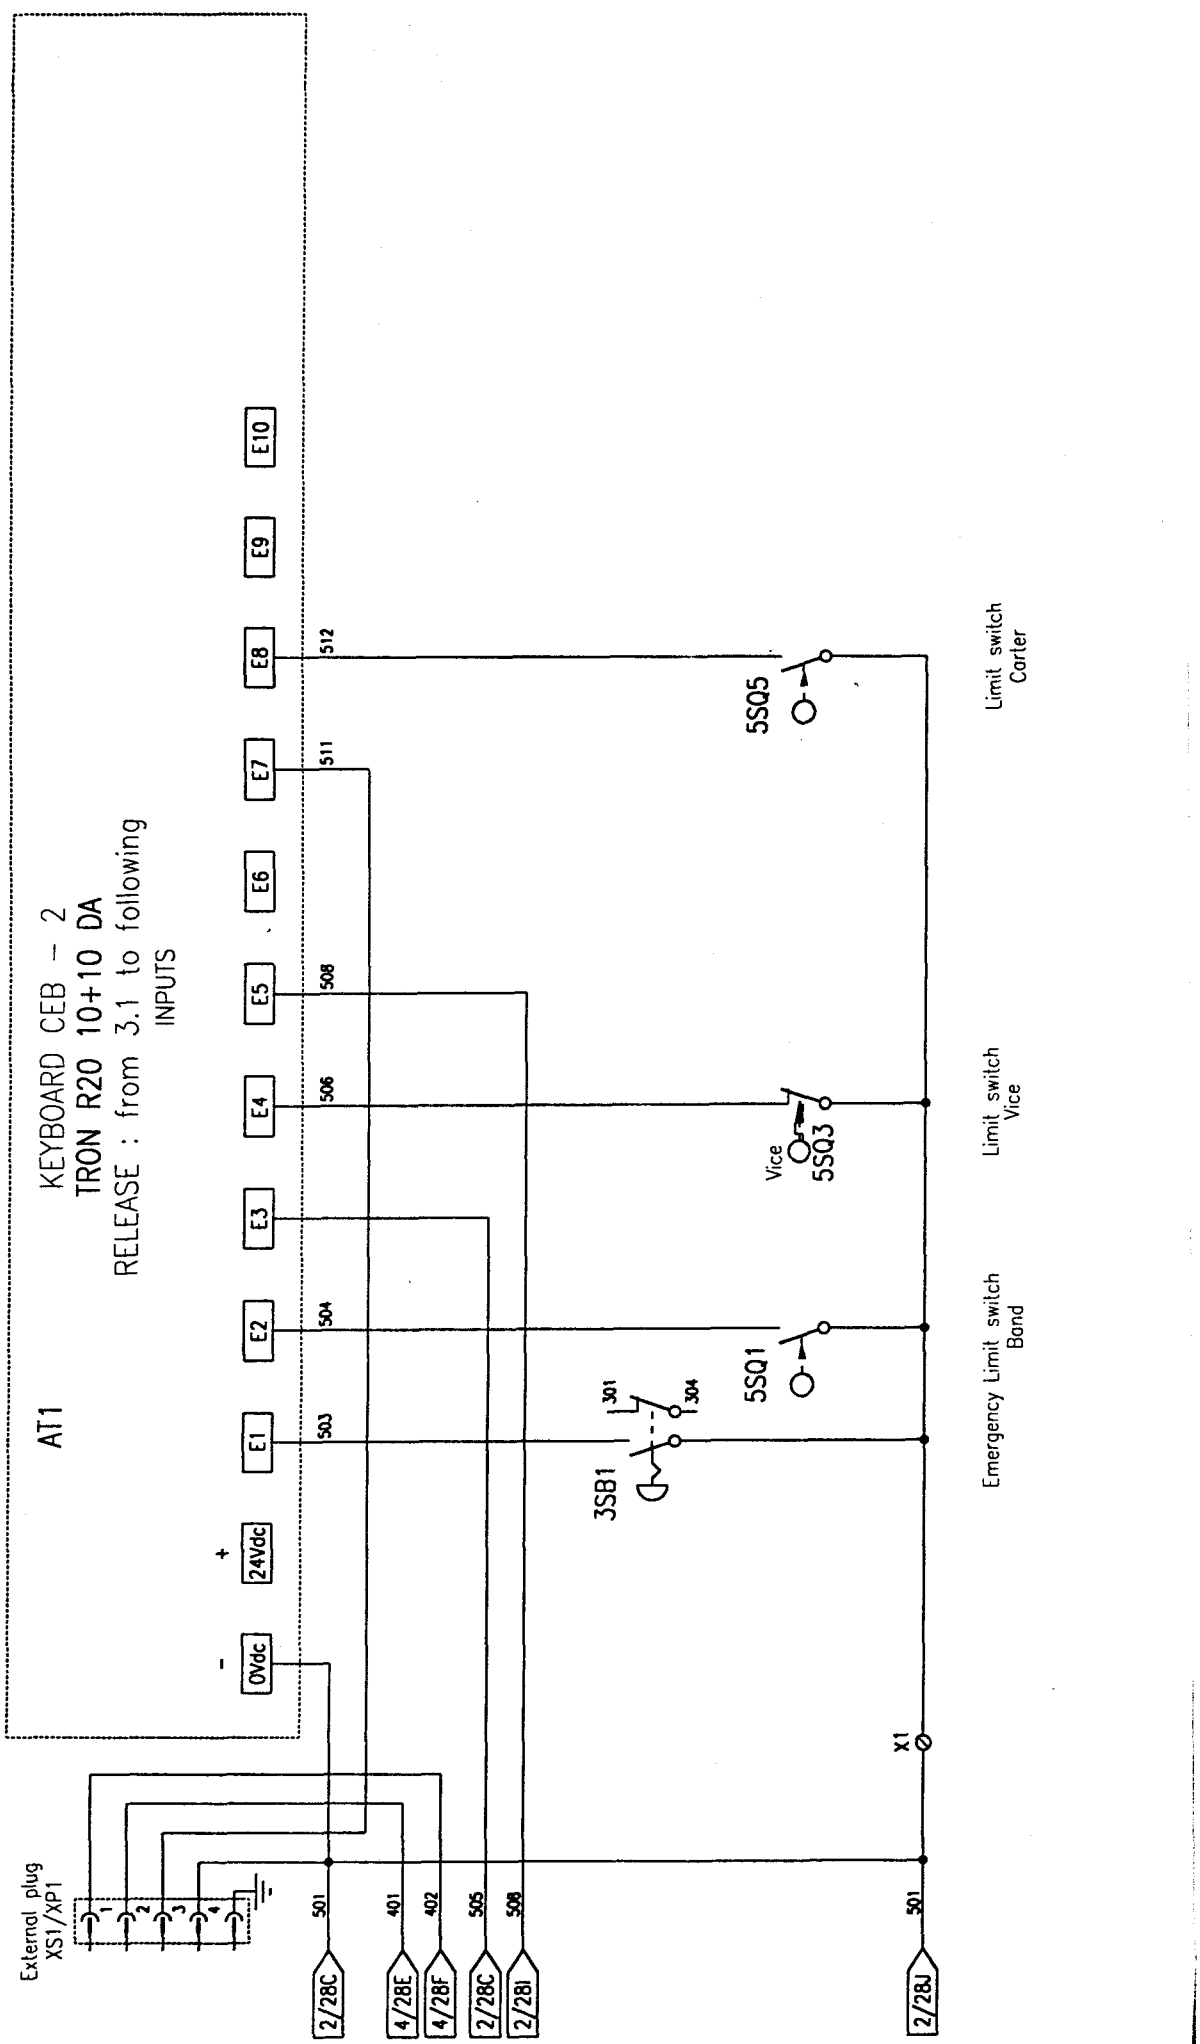 AT1
KEYBOARD CEB - 2
TRON R20 10+10 DA
RELEASE : from 3.1 to following
INPUTS
External plug
XS1/XP1
1
2
3
4
-
+
0Vdc
24Vdc
E1
E2
E3
E4
E5
E6
E7
E8
E9
E10
503
504
506
508
511
512
2/28C
501
4/28E
401
4/28F
402
2/28C
505
2/28I
508
3SB1
301
304
5SQ1
Vice
5SQ3
5SQ5
2/28J
501
X1
Emergency Limit switch
Band
Limit switch
Vice
Limit switch
Carter